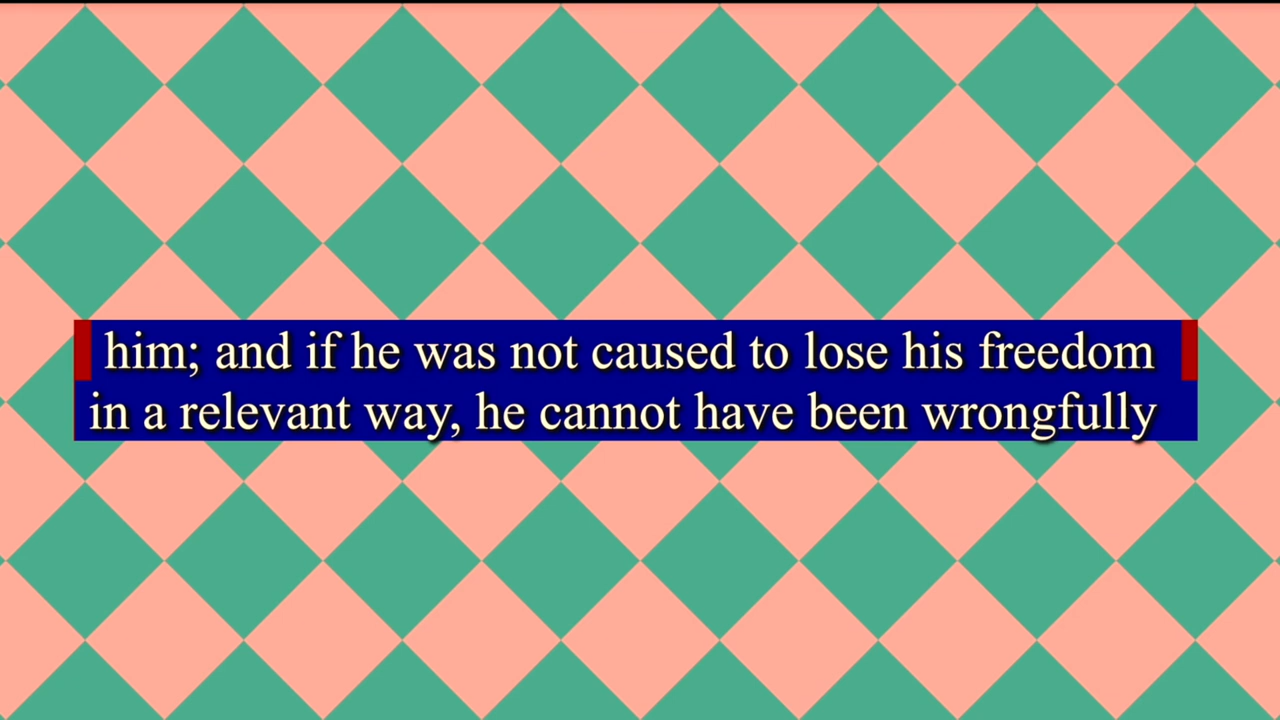 him; and if he was not caused to lose his freedom
in a relevant way, he cannot have been wrongfully